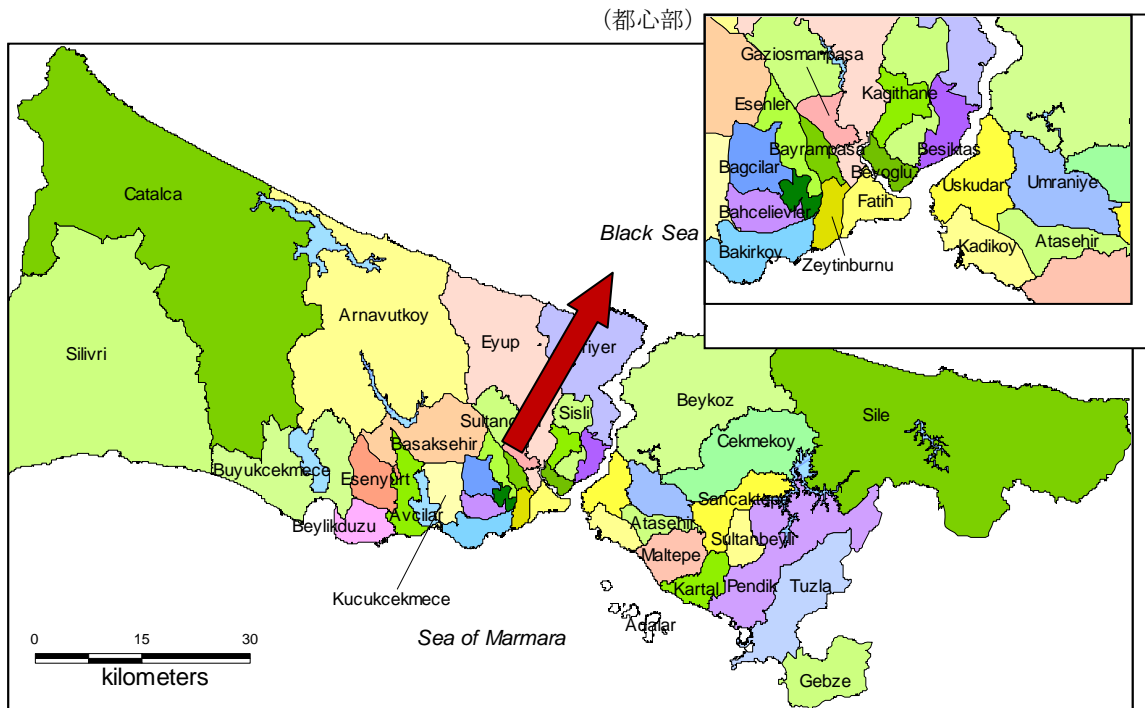 (都心部)
Gaziosmanpasa
Kagithane
Esenler
Bayrampasa
Besiktas
Bagcilar
Beyoglu
Uskudar
Umraniye
Fatih
Bahcelievler
Kadikoy
Atasehir
Bakirkoy
Zeytinburnu
Catalca
Black Sea
Arnavutkoy
Eyup
riyer
Silivri
Beykoz
Sile
Sisli
Cekmekoy
Basaksehir
Buyukcekmece
Esenyurt
Sancaktepe
Avcilar
Beylikduzu
Atasehir
Sultanbeyli
Maltepe
Kartal
Pendik
Tuzla
Kucukcekmece
Adalar
Sea of Marmara
0 15 30
kilometers
Gebze